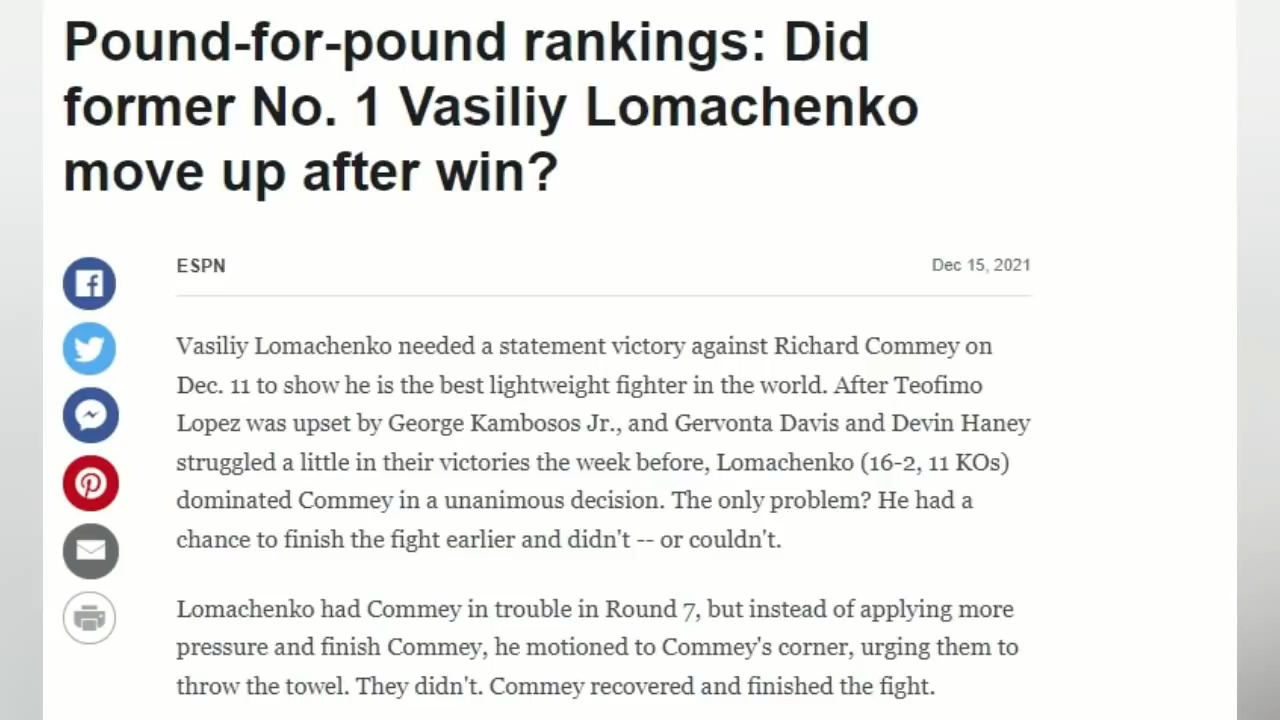 Pound-for-pound rankings: Did
former No. 1 Vasiliy Lomachenko
move up after win?
ESPN
Dec 15, 2021
Vasiliy Lomachenko needed a statement victory against Richard Commey on
Dec. 11 to show he is the best lightweight fighter in the world. After Teofimo
Lopez was upset by George Kambosos Jr., and Gervonta Davis and Devin Haney
struggled a little in their victories the week before, Lomachenko (16-2, 11 KOs)
dominated Commey in a unanimous decision. The only problem? He had a
chance to finish the fight earlier and didn't -- or couldn't.
Lomachenko had Commey in trouble in Round 7, but instead of applying more
pressure and finish Commey, he motioned to Commey's corner, urging them to
throw the towel. They didn't. Commey recovered and finished the fight.